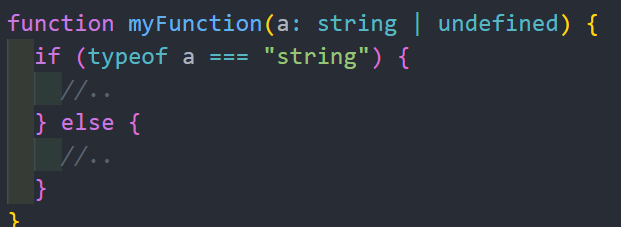 function myFunction(a: string | undefined) {
  if (typeof a === "string") {
    //..
  } else {
    //..
  }
}